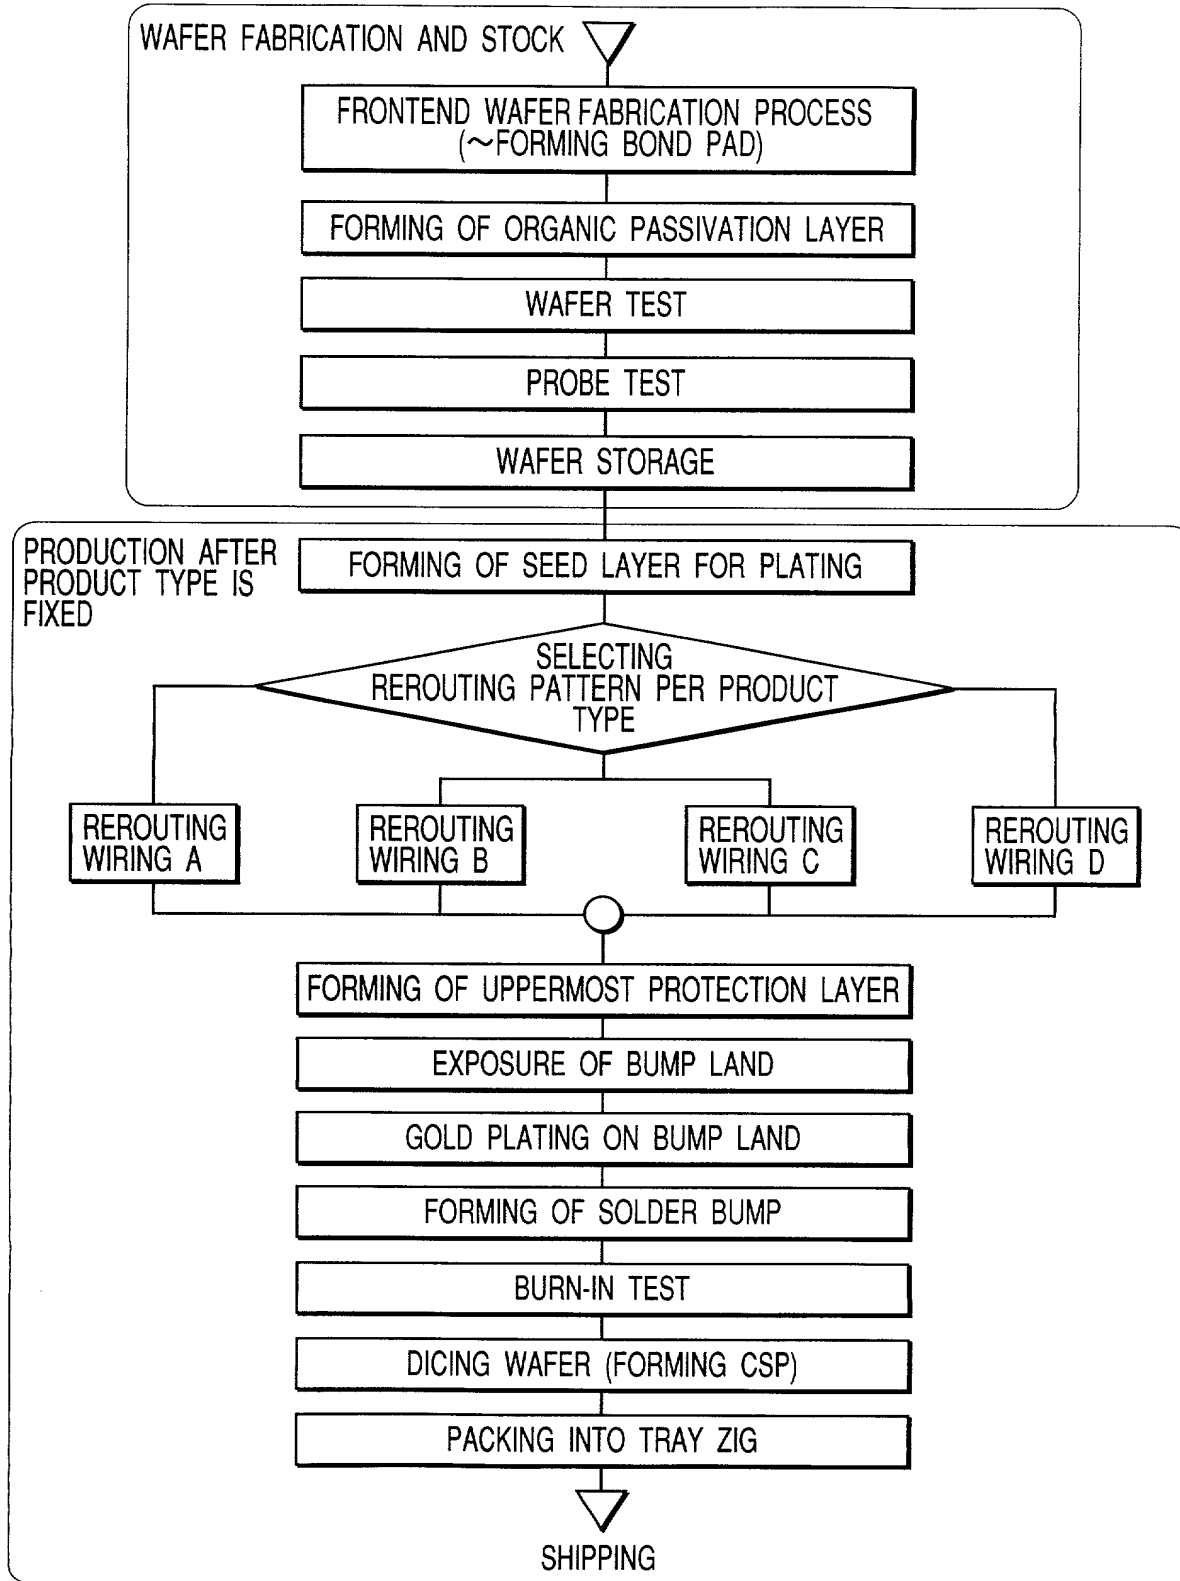 WAFER FABRICATION AND STOCK
FRONTEND WAFER FABRICATION PROCESS
(~FORMING BOND PAD)
FORMING OF ORGANIC PASSIVATION LAYER
WAFER TEST
PROBE TEST
WAFER STORAGE
PRODUCTION AFTER
PRODUCT TYPE IS
FIXED
FORMING OF SEED LAYER FOR PLATING
SELECTING
REROUTING PATTERN PER PRODUCT
TYPE
REROUTING
WIRING A
REROUTING
WIRING B
REROUTING
WIRING C
REROUTING
WIRING D
FORMING OF UPPERMOST PROTECTION LAYER
EXPOSURE OF BUMP LAND
GOLD PLATING ON BUMP LAND
FORMING OF SOLDER BUMP
BURN-IN TEST
DICING WAFER (FORMING CSP)
PACKING INTO TRAY ZIG
SHIPPING